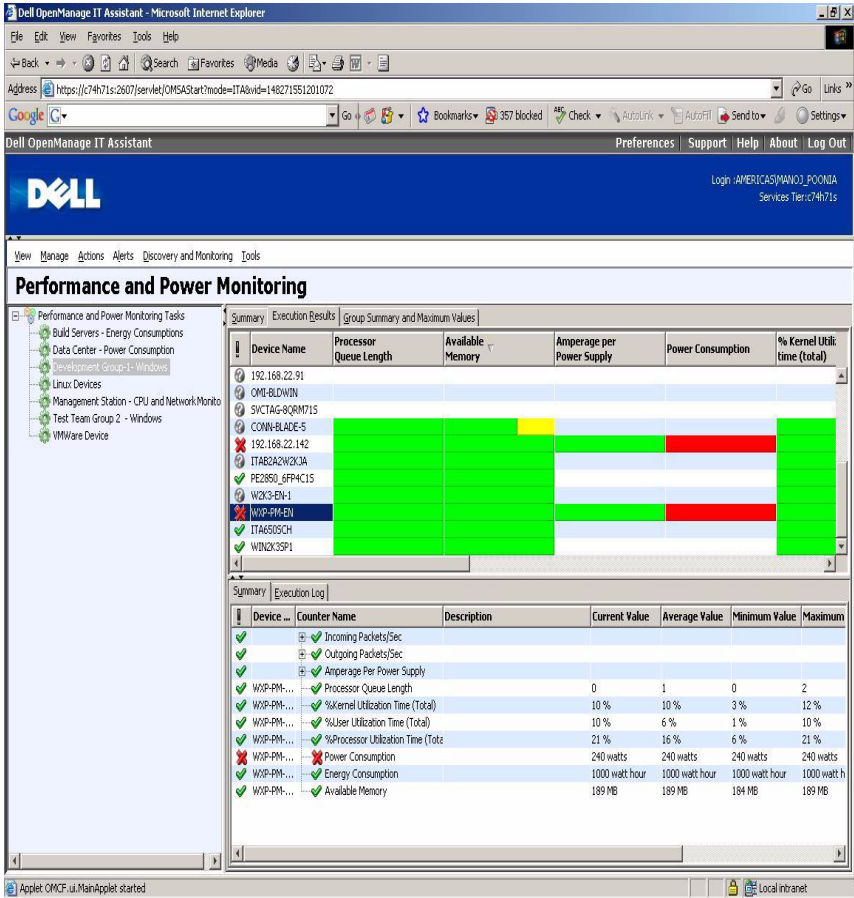 Dell OpenManage IT Assistant - Microsoft Internet Explorer
File Edit View Favorites Tools Help
Back Search Favorites Media
Address https://c74h71s:2607/servlet/OMSAStart?mode=ITA&vid=148271551201072 Go Links »
Google G Go Bookmarks 357 blocked ABC Check AutoLink AutoFill Send to Settings
Dell OpenManage IT Assistant Preferences Support Help About Log Out
DELL
Login :AMERICAS\MANOJ_POONIA
Services Tier:c74h71s
View Manage Actions Alerts Discovery and Monitoring Tools
Performance and Power Monitoring
Performance and Power Monitoring Tasks
Build Servers - Energy Consumptions
Data Center - Power Consumption
Development Group-1- Windows
Linux Devices
Management Station - CPU and Network Monito
Test Team Group 2 - Windows
VMWare Device
Summary Execution Results Group Summary and Maximum Values
! Device Name Processor Queue Length Available Memory Amperage per Power Supply Power Consumption % Kernel Utili: time (total)
192.168.22.91
OMI-BLDWIN
SVCTAG-8QRM71S
CONN-BLADE-5
192.168.22.142
ITAB2A2W2KJA
PE2850_6FP4C1S
W2K3-EN-1
WXP-PM-EN
ITA650SCH
WIN2K3SP1
Summary Execution Log
! Device ... Counter Name Description Current Value Average Value Minimum Value Maximum
Incoming Packets/Sec
Outgoing Packets/Sec
Amperage Per Power Supply
WXP-PM-... Processor Queue Length 0 1 0 2
WXP-PM-... %Kernel Utilization Time (Total) 10 % 10 % 3 % 12 %
WXP-PM-... %User Utilization Time (Total) 10 % 6 % 1 % 10 %
WXP-PM-... %Processor Utilization Time (Tota 21 % 16 % 6 % 21 %
WXP-PM-... Power Consumption 240 watts 240 watts 240 watts 240 watts
WXP-PM-... Energy Consumption 1000 watt hour 1000 watt hour 1000 watt hour 1000 watt h
WXP-PM-... Available Memory 189 MB 189 MB 184 MB 189 MB
Applet OMCF.ui.MainApplet started Local intranet